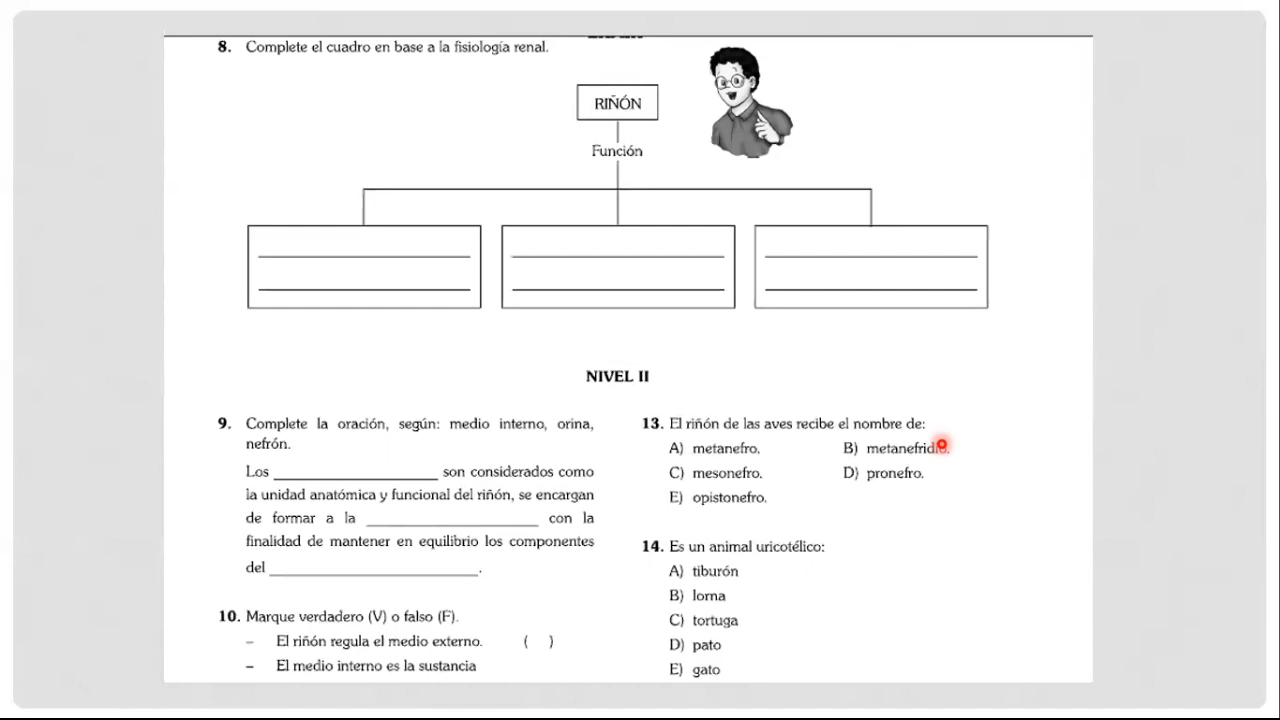 8. Complete el cuadro en base a la fisiología renal.
RIÑÓN
Función
NIVEL II
9. Complete la oración, según: medio interno, orina,
nefrón.
Los ____________________ son considerados como
la unidad anatómica y funcional del riñón, se encargan
de formar a la ____________________ con la
finalidad de mantener en equilibrio los componentes
del ____________________.
10. Marque verdadero (V) o falso (F).
– El riñón regula el medio externo. ( )
– El medio interno es la sustancia
13. El riñón de las aves recibe el nombre de:
A) metanefro. B) metanefridio.
C) mesonefro. D) pronefro.
E) opistonefro.
14. Es un animal uricotélico:
A) tiburón
B) lorna
C) tortuga
D) pato
E) gato